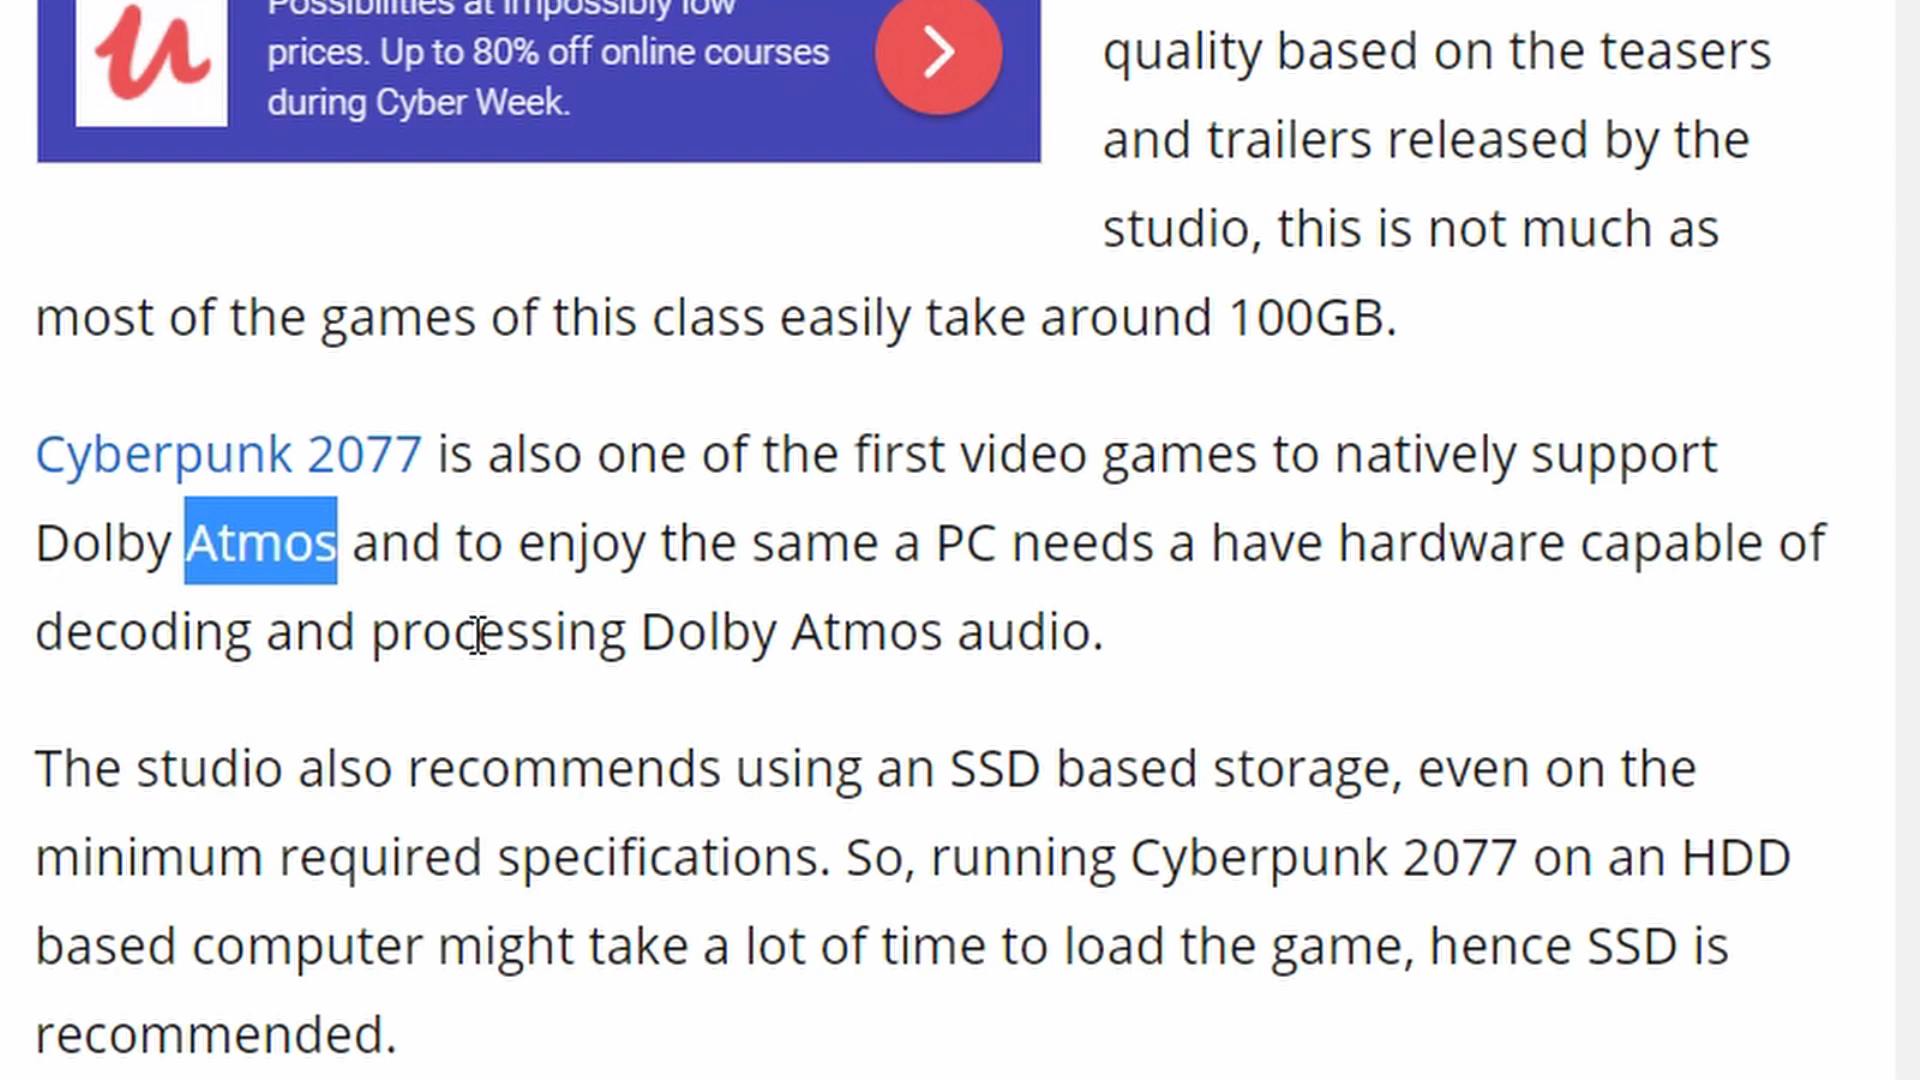 Possibilities at impossibly low
prices. Up to 80% off online courses
during Cyber Week.
quality based on the teasers
and trailers released by the
studio, this is not much as
most of the games of this class easily take around 100GB.
Cyberpunk 2077 is also one of the first video games to natively support
Dolby Atmos and to enjoy the same a PC needs a have hardware capable of
decoding and processing Dolby Atmos audio.
The studio also recommends using an SSD based storage, even on the
minimum required specifications. So, running Cyberpunk 2077 on an HDD
based computer might take a lot of time to load the game, hence SSD is
recommended.